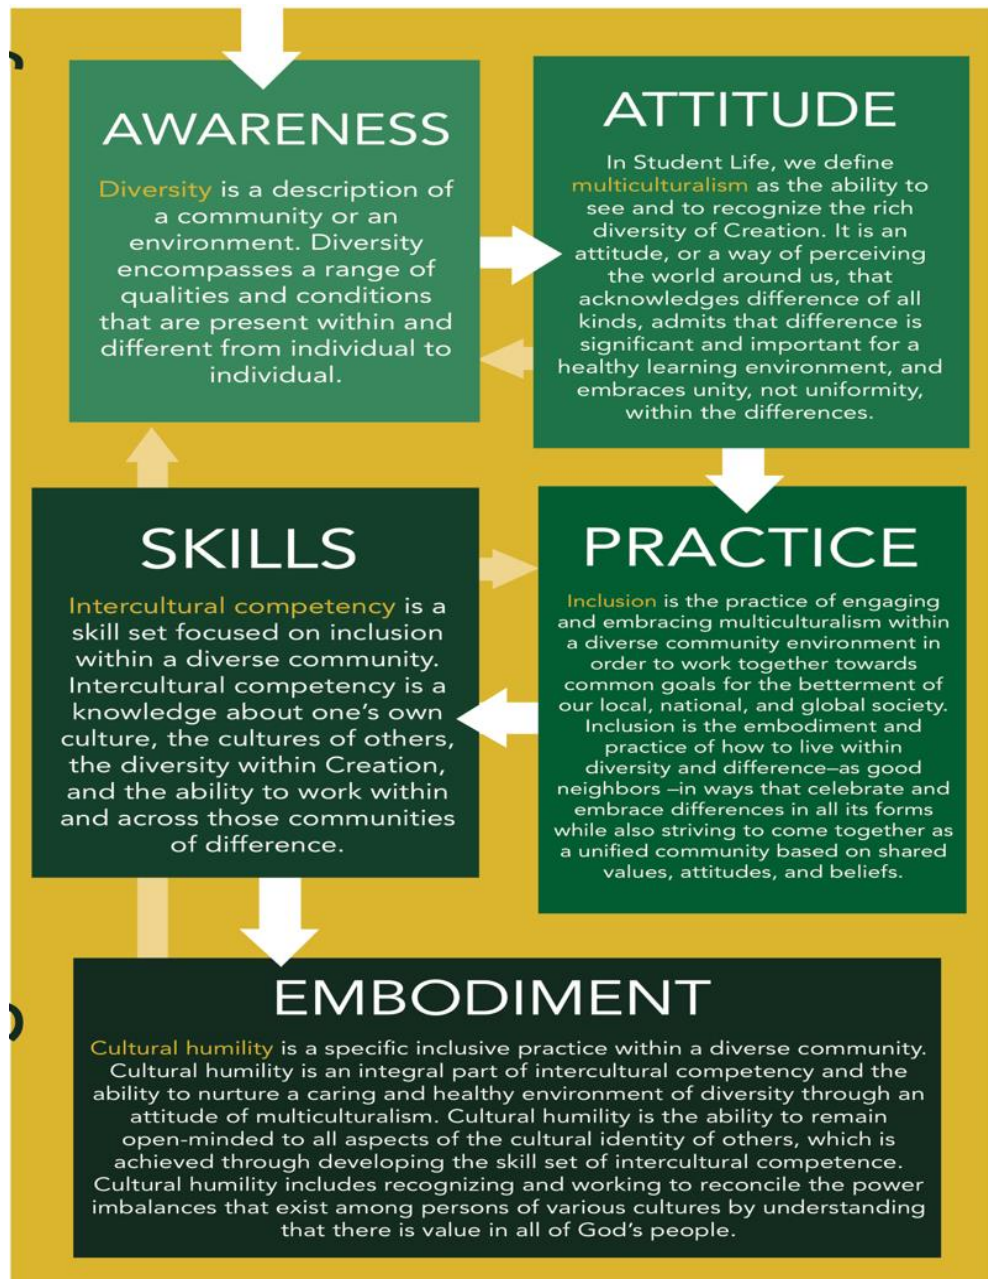 AWARENESS
Diversity is a description of
a community or an
environment. Diversity
encompasses a range of
qualities and conditions
that are present within and
different from individual to
individual.
ATTITUDE
In Student Life, we define
multiculturalism as the ability to
see and to recognize the rich
diversity of Creation. It is an
attitude, or a way of perceiving
the world around us, that
acknowledges difference of all
kinds, admits that difference is
significant and important for a
healthy learning environment, and
embraces unity, not uniformity,
within the differences.
PRACTICE
Inclusion is the practice of engaging
and embracing multiculturalism within
a diverse community environment in
order to work together towards
common goals for the betterment of
our local, national, and global society.
Inclusion is the embodiment and
practice of how to live within
diversity and difference—as good
neighbors —in ways that celebrate and
embrace differences in all its forms
while also striving to come together as
a unified community based on shared
values, attitudes, and beliefs.
SKILLS
Intercultural competency is a
skill set focused on inclusion
within a diverse community.
Intercultural competency is a
knowledge about one's own
culture, the cultures of others,
the diversity within Creation,
and the ability to work within
and across those communities
of difference.
EMBODIMENT
Cultural humility is a specific inclusive practice within a diverse community.
Cultural humility is an integral part of intercultural competency and the
ability to nurture a caring and healthy environment of diversity through an
attitude of multiculturalism. Cultural humility is the ability to remain
open-minded to all aspects of the cultural identity of others, which is
achieved through developing the skill set of intercultural competence.
Cultural humility includes recognizing and working to reconcile the power
imbalances that exist among persons of various cultures by understanding
that there is value in all of God's people.